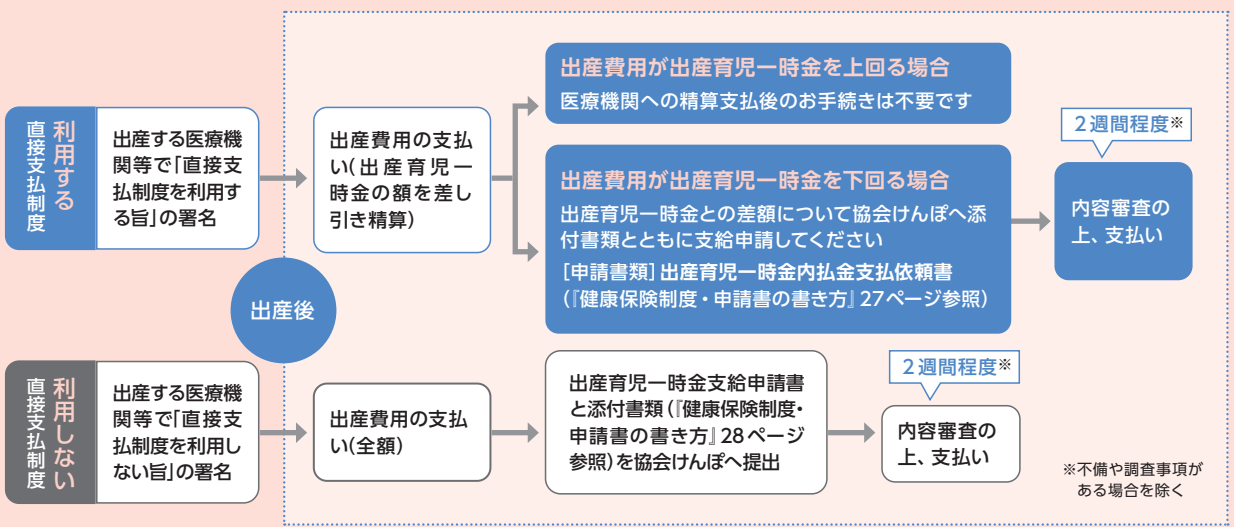 直接支払制度
利用する
出産する医療機
関等で｢直接支
払制度を利用す
る旨｣の署名
出産費用の支払
い(出産育児一
時金の額を差し
引き精算)
出産費用が出産育児一時金を上回る場合
医療機関への精算支払後のお手続きは不要です
出産費用が出産育児一時金を下回る場合
出産育児一時金との差額について協会けんぽへ添
付書類とともに支給申請してください
[申請書類] 出産育児一時金内払金支払依頼書
(『健康保険制度・申請書の書き方』27ページ参照)
2週間程度※
内容審査の
上、支払い
出産後
直接支払制度
利用しない
出産する医療機
関等で｢直接支
払制度を利用し
ない旨｣の署名
出産費用の支払
い(全額)
出産育児一時金支給申請書
と添付書類(『健康保険制度・
申請書の書き方』28ページ
参照)を協会けんぽへ提出
2週間程度※
内容審査の
上、支払い
※不備や調査事項が
ある場合を除く